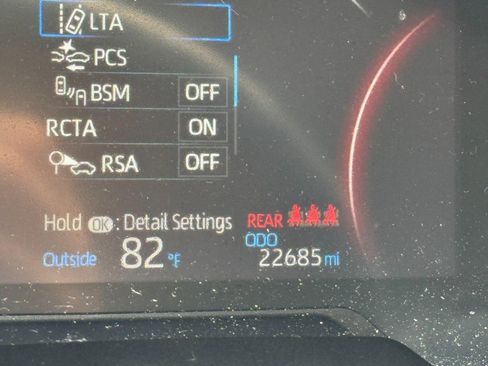 LTA
PCS
BSM OFF
RCTA ON
RSA OFF
Hold OK : Detail Settings REAR
ODO
Outside 82 °F 22685 mi